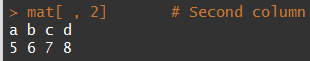 > mat[ , 2]        # Second column
a b c d
5 6 7 8